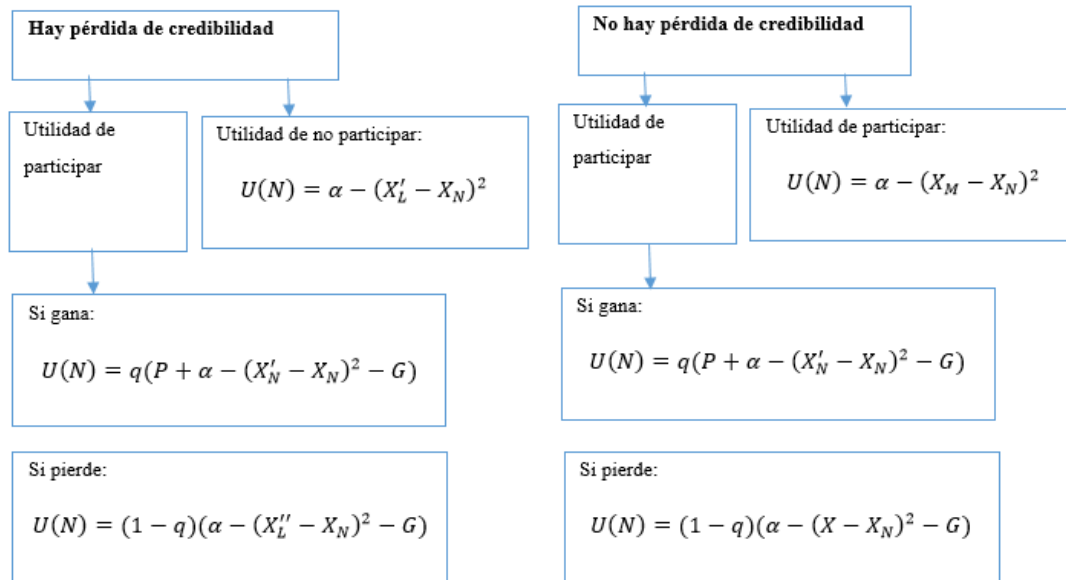 Hay pérdida de credibilidad
Utilidad de
participar
Utilidad de no participar:
U(N) = α − (X′_L − X_N)²
Si gana:
U(N) = q(P + α − (X′_N − X_N)² − G)
Si pierde:
U(N) = (1 − q)(α − (X′′_L − X_N)² − G)
No hay pérdida de credibilidad
Utilidad de
participar
Utilidad de participar:
U(N) = α − (X_M − X_N)²
Si gana:
U(N) = q(P + α − (X′_N − X_N)² − G)
Si pierde:
U(N) = (1 − q)(α − (X − X_N)² − G)